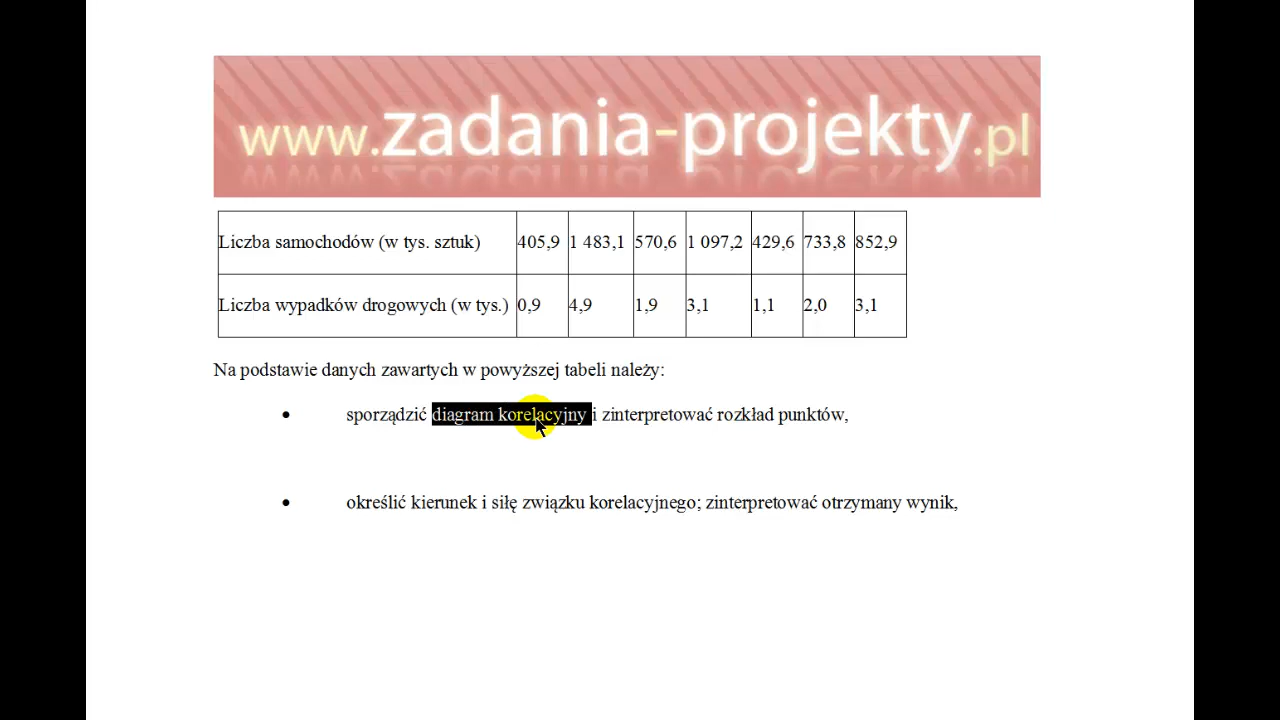 www.zadania-projekty.pl
Liczba samochodów (w tys. sztuk) 405,9 1 483,1 570,6 1 097,2 429,6 733,8 852,9
Liczba wypadków drogowych (w tys.) 0,9 4,9 1,9 3,1 1,1 2,0 3,1
Na podstawie danych zawartych w powyższej tabeli należy:
• sporządzić diagram korelacyjny i zinterpretować rozkład punktów,
• określić kierunek i siłę związku korelacyjnego; zinterpretować otrzymany wynik,